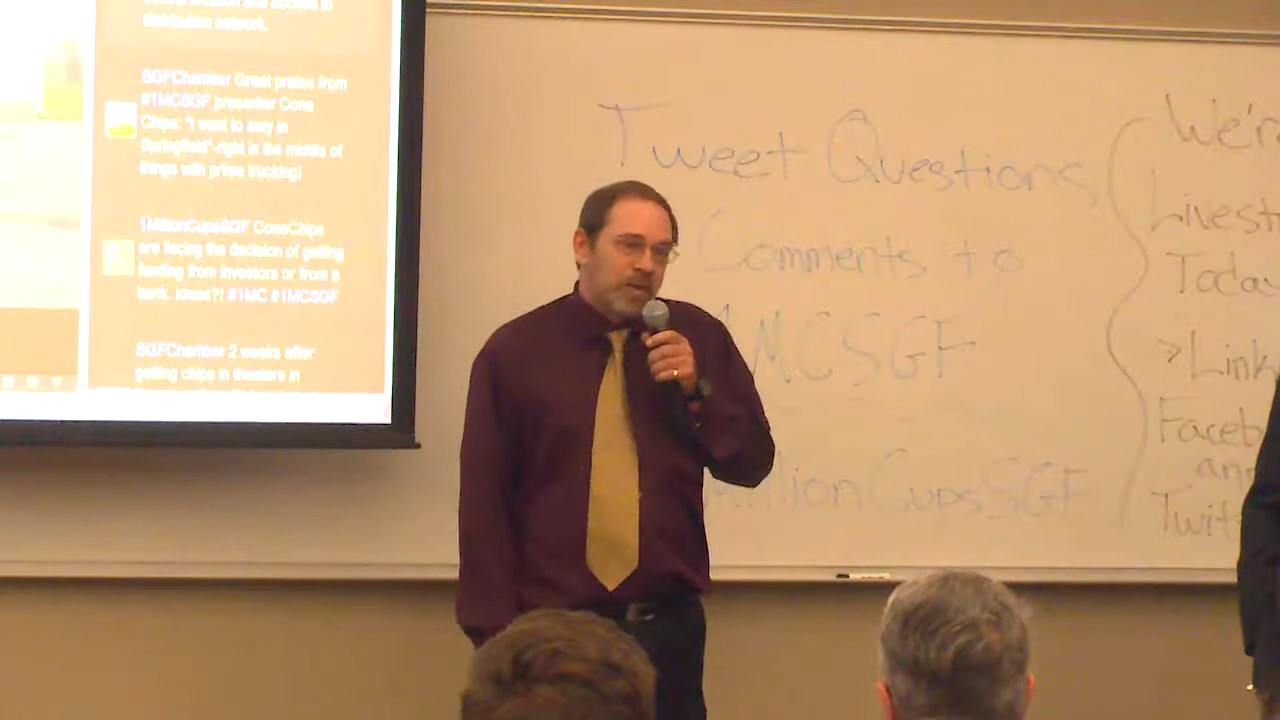 distribution network.
SGFChamber Great praise from
#1MCSGF presenter Cone
Chips: "I want to stay in
Springfield"-right in the middle of
things with prime trucking!
1MillionCupsSGF ConeChips
are facing the decision of getting
funding from investors or from a
bank. Ideas?! #1MC #1MCSGF
SGFChamber 2 weeks after
getting chips in theaters in
Tweet Questions
Comments to
1MCSGF
MillionCupsSGF
We'r
Livest
Today
>Link
Faceb
an
Twit